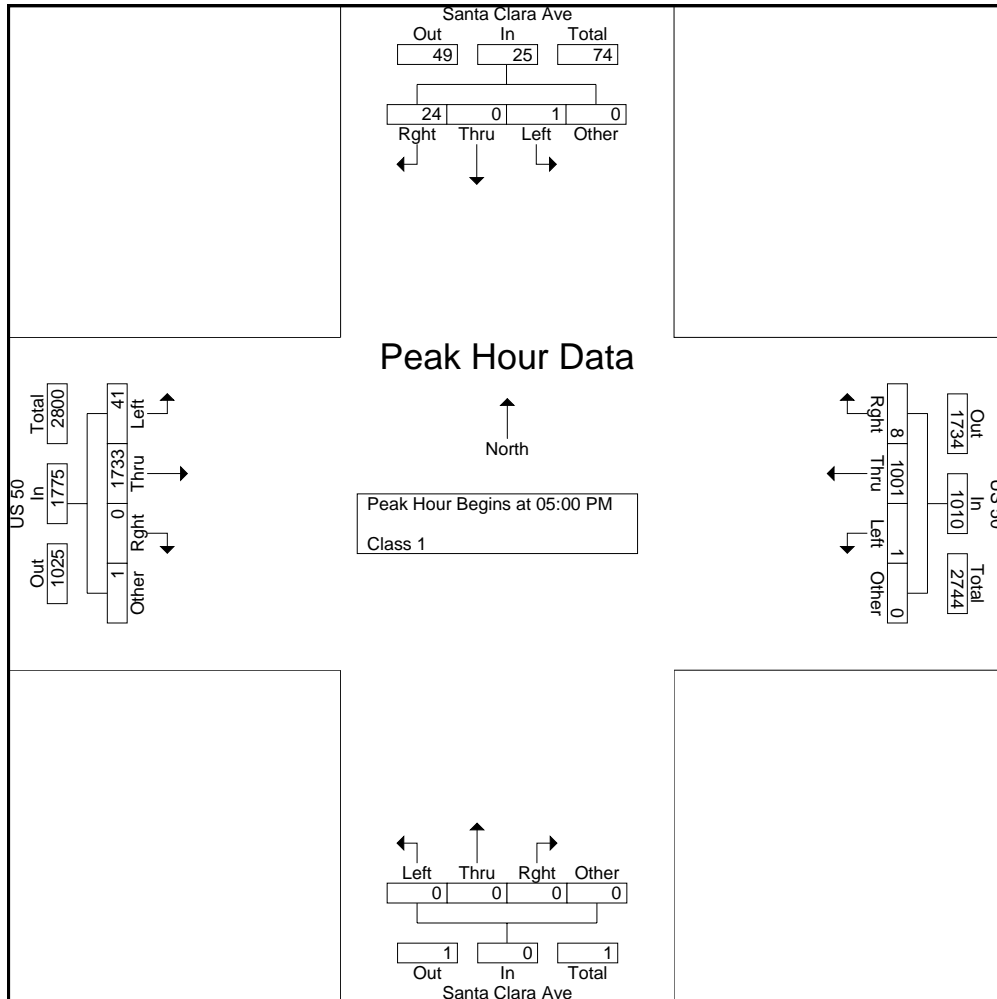 Santa Clara Ave
Out In Total
49 25 74
24 0 1 0
Rght Thru Left Other
Peak Hour Data
North
Peak Hour Begins at 05:00 PM
Class 1
US 50
Total In Out
2800 1775 1025
41 1733 0 1
Left Thru Rght Other
Rght Thru Left Other
8 1001 1 0
Out In Total
1734 1010 2744
US 50
Left Thru Rght Other
0 0 0 0
1 0 1
Out In Total
Santa Clara Ave